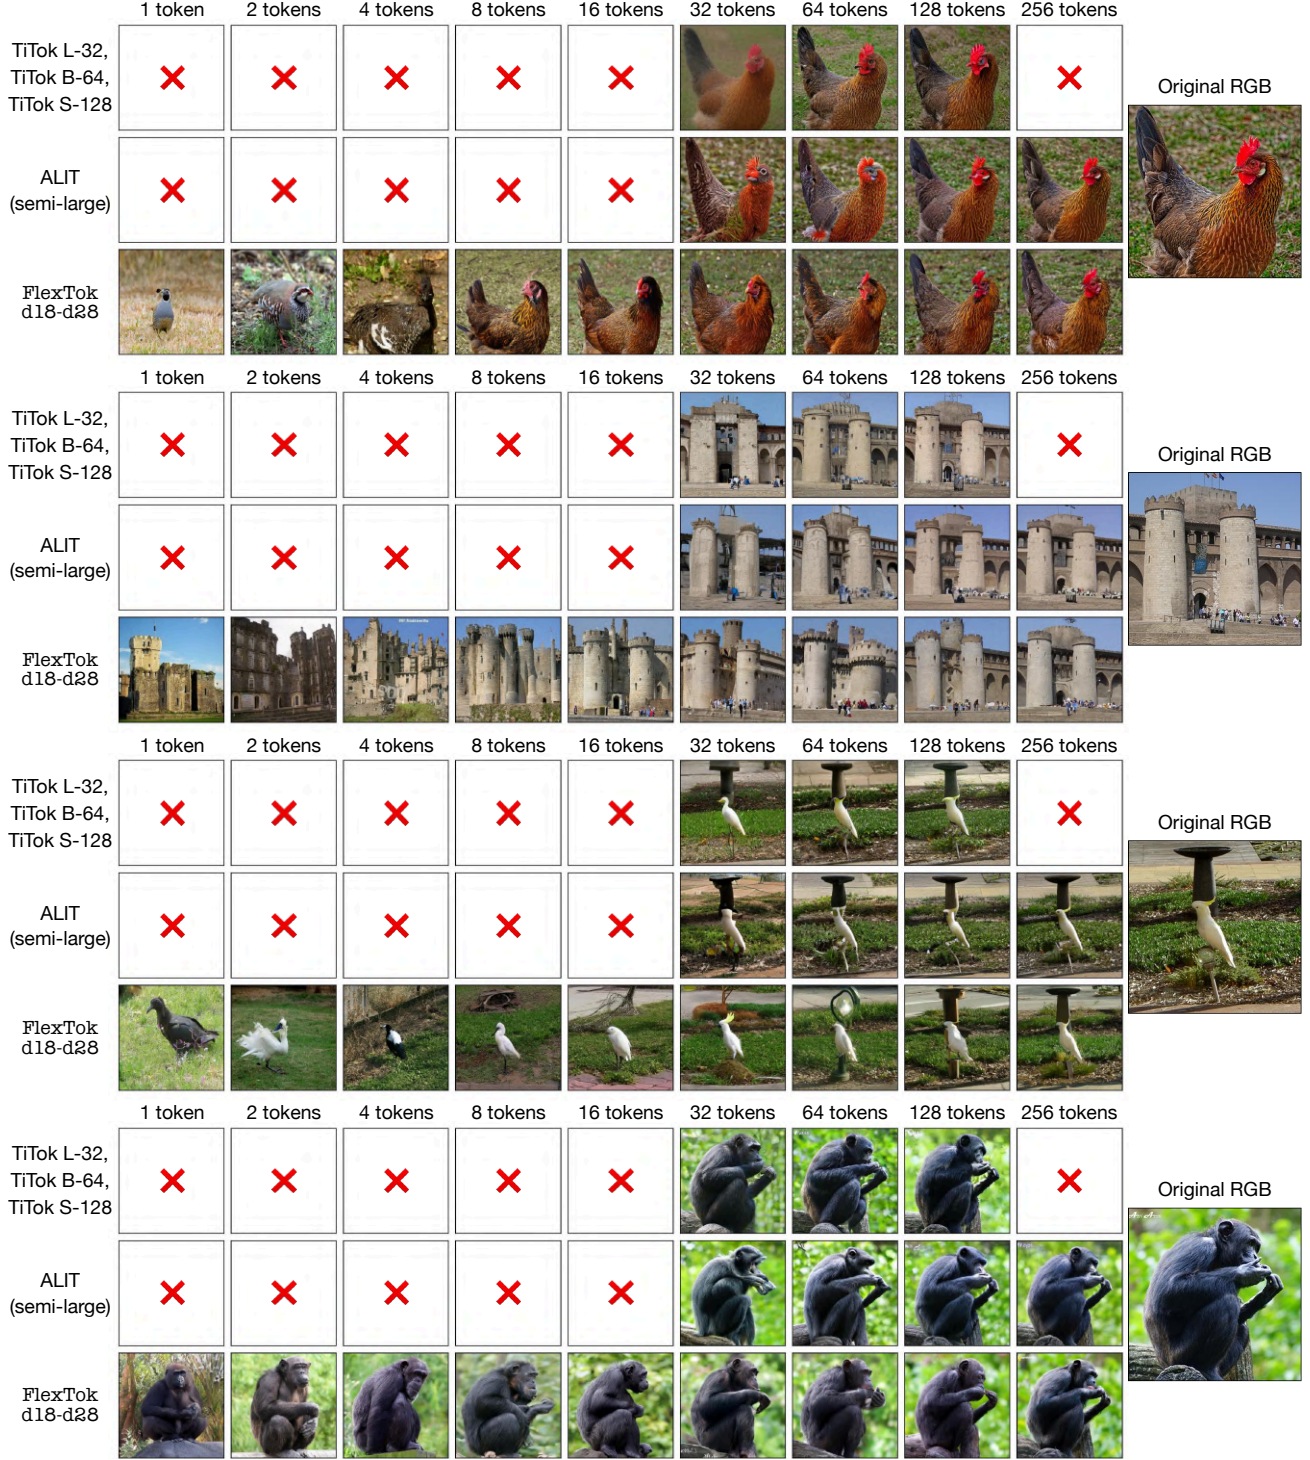 1 token 2 tokens 4 tokens 8 tokens 16 tokens 32 tokens 64 tokens 128 tokens 256 tokens
TiTok L-32,
TiTok B-64,
TiTok S-128
Original RGB
ALIT
(semi-large)
FlexTok
d18-d28
1 token 2 tokens 4 tokens 8 tokens 16 tokens 32 tokens 64 tokens 128 tokens 256 tokens
TiTok L-32,
TiTok B-64,
TiTok S-128
Original RGB
ALIT
(semi-large)
FlexTok
d18-d28
1 token 2 tokens 4 tokens 8 tokens 16 tokens 32 tokens 64 tokens 128 tokens 256 tokens
TiTok L-32,
TiTok B-64,
TiTok S-128
Original RGB
ALIT
(semi-large)
FlexTok
d18-d28
1 token 2 tokens 4 tokens 8 tokens 16 tokens 32 tokens 64 tokens 128 tokens 256 tokens
TiTok L-32,
TiTok B-64,
TiTok S-128
Original RGB
ALIT
(semi-large)
FlexTok
d18-d28